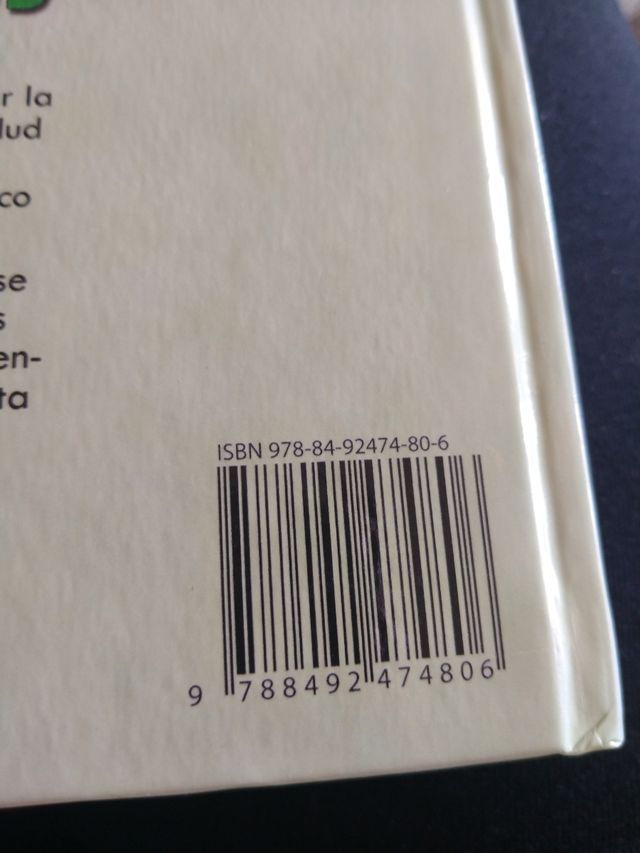 r la
lud
co
se
s
en-
ta
ISBN 978-84-92474-80-6
9 788492 474806